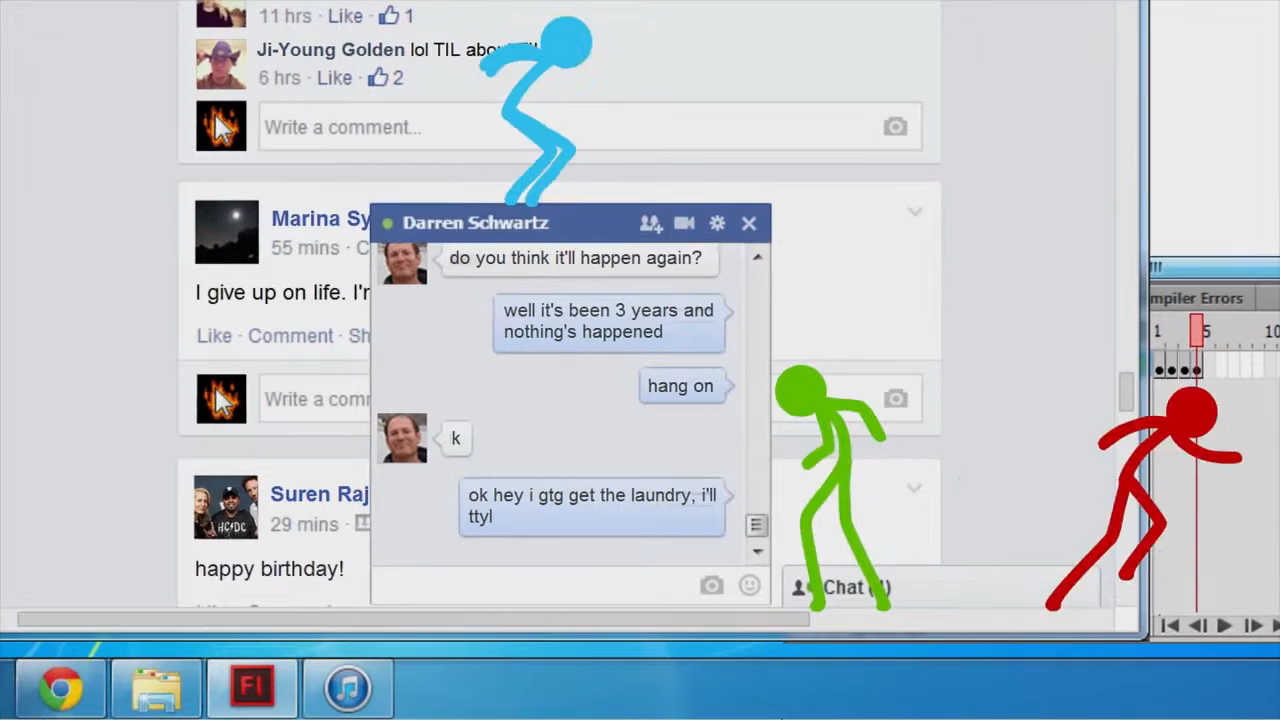 11 hrs · Like · 1
Ji-Young Golden lol TIL
6 hrs · Like · 2
Write a comment...
Marina Sy
55 mins ·
I give up on life. I'r
Like · Comment · Sh
Write a comm
Suren Raj
29 mins ·
happy birthday!
Darren Schwartz
do you think it'll happen again?
well it's been 3 years and
nothing's happened
hang on
k
ok hey i gtg get the laundry, i'll
ttyl
Chat
mpiler Errors
1 5 10
HC/DC
Fl